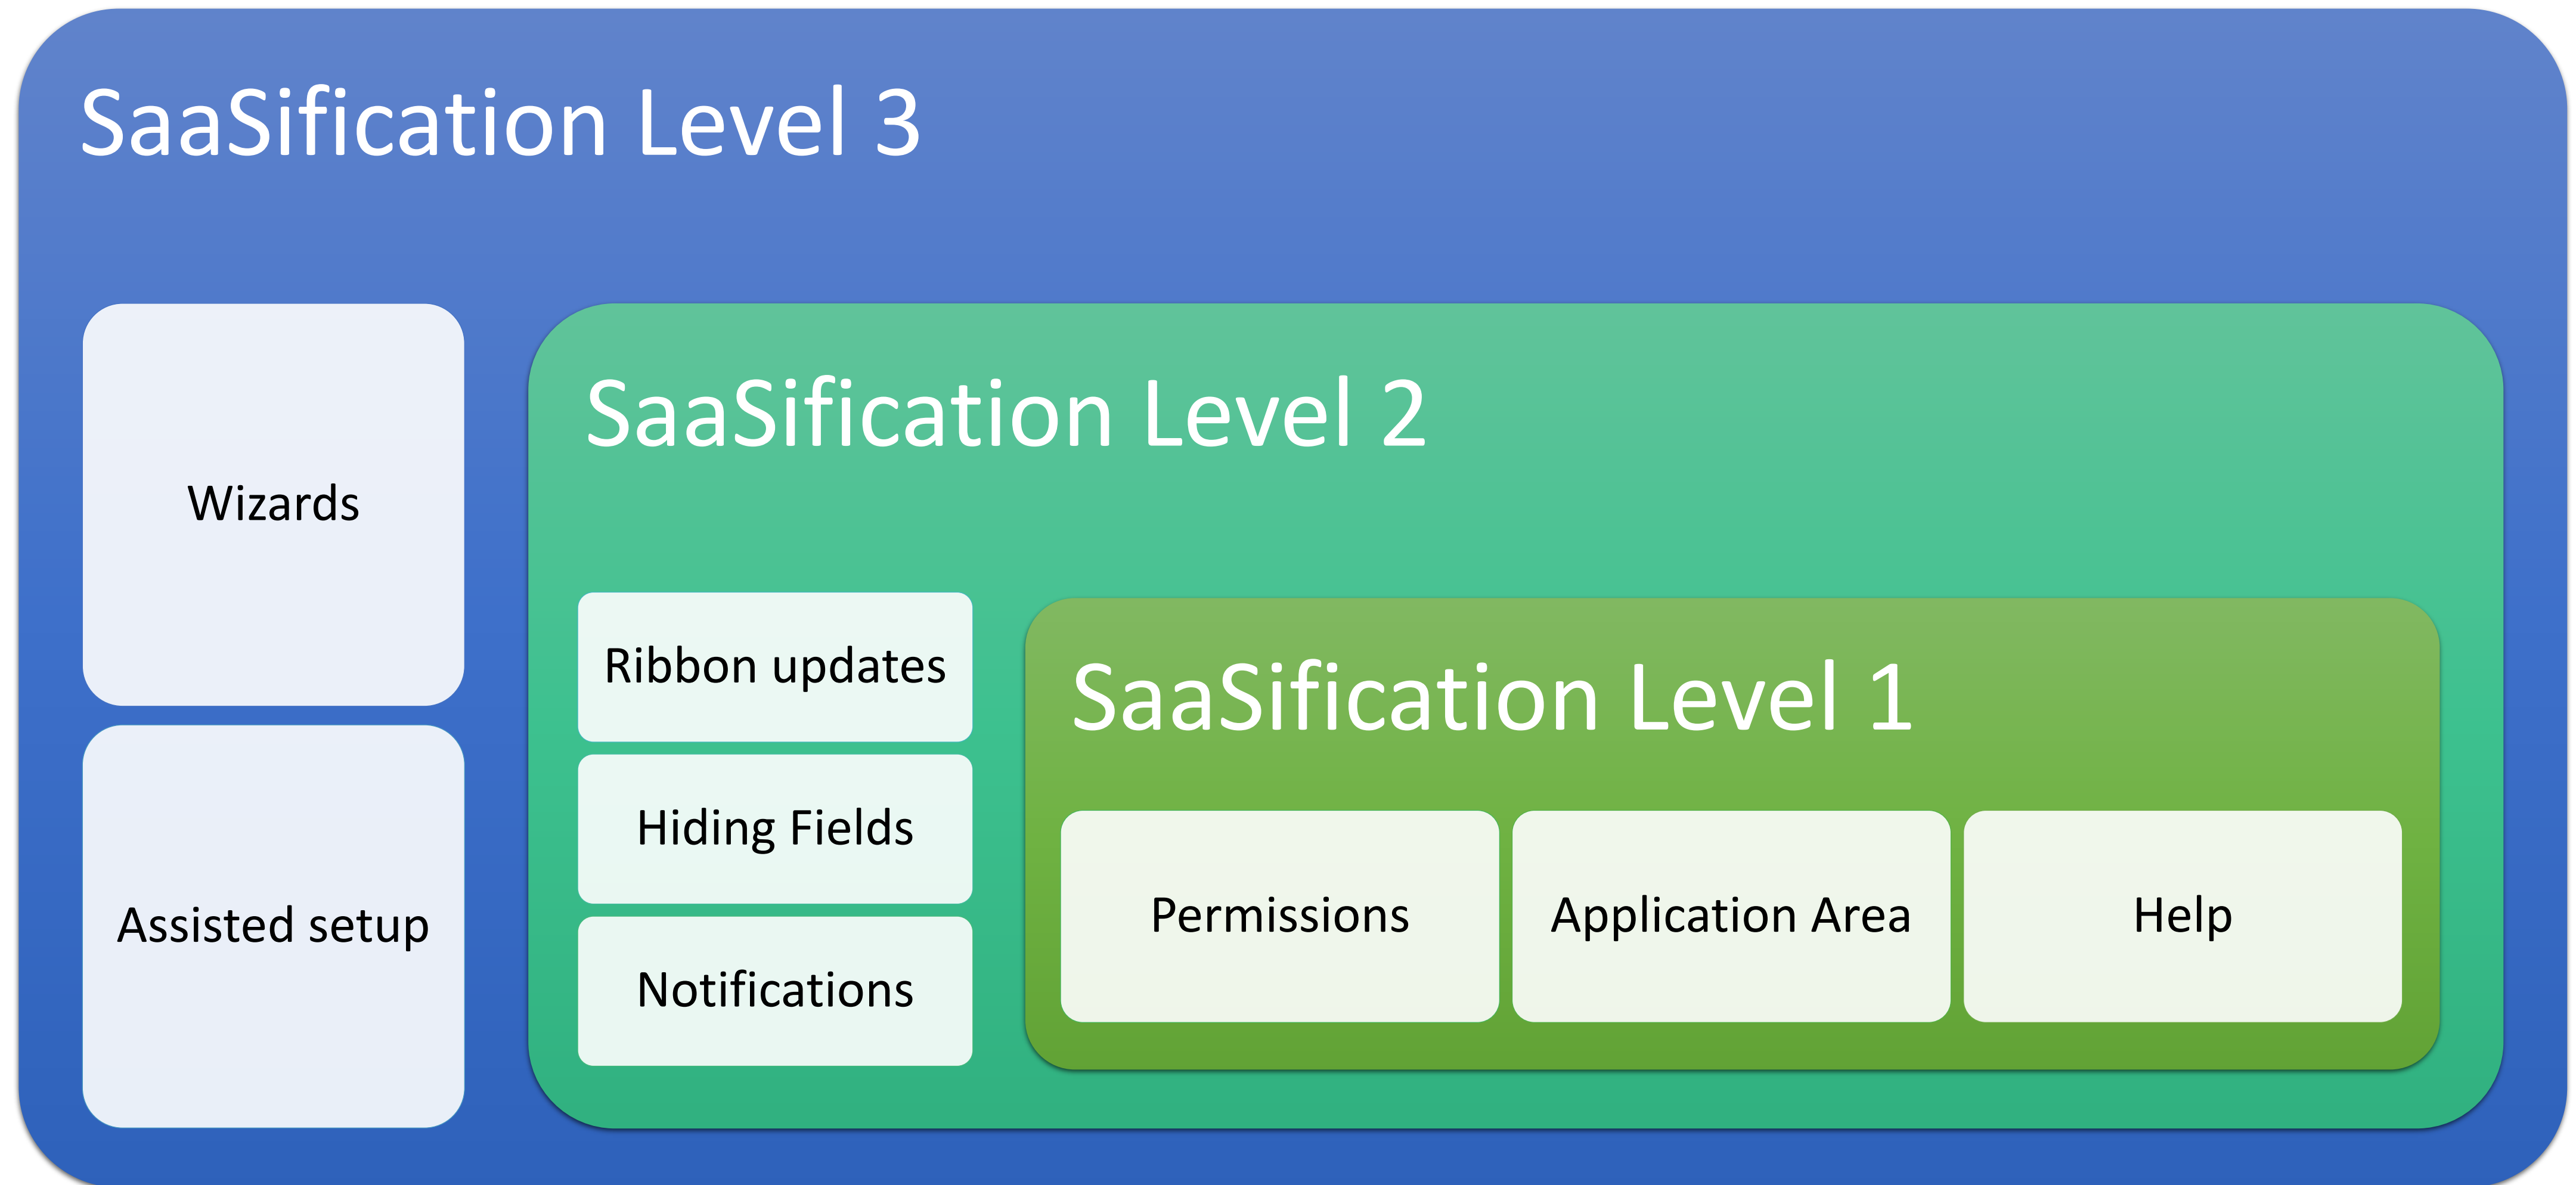 SaaSification Level 3
Wizards
Assisted setup
SaaSification Level 2
Ribbon updates
Hiding Fields
Notifications
SaaSification Level 1
Permissions
Application Area
Help